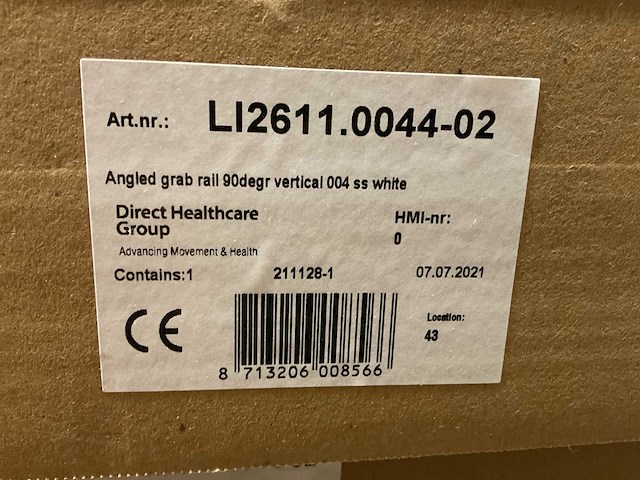 Art.nr.: LI2611.0044-02
Angled grab rail 90degr vertical 004 ss white
Direct Healthcare
Group
HMI-nr:
0
Advancing Movement & Health
Contains:1 211128-1 07.07.2021
CE
Location:
43
8 713206 008566